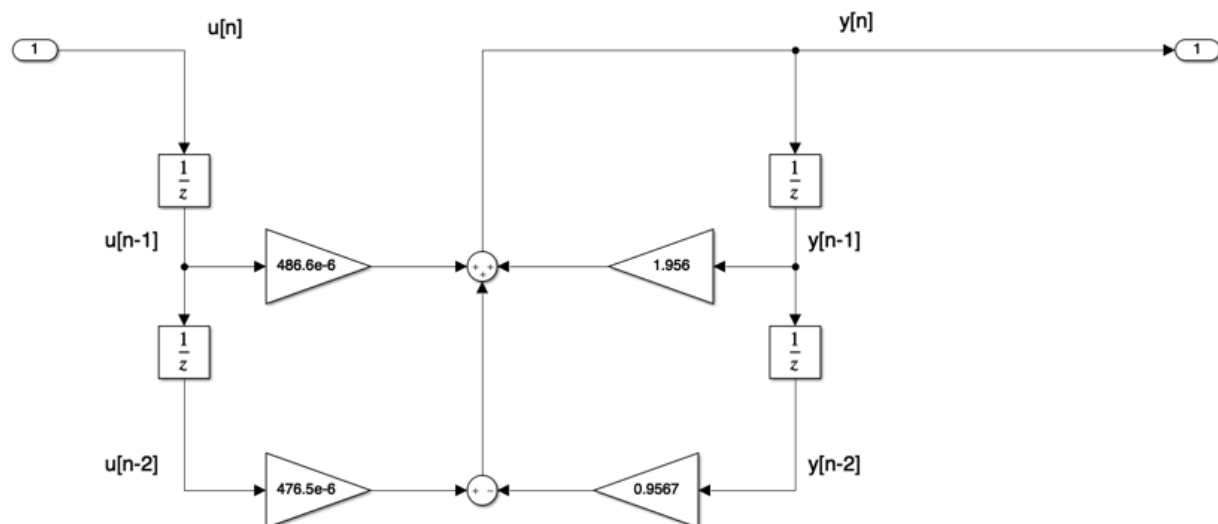 u[n]
y[n]
1
1
1
z
1
z
u[n-1]
486.6e-6
+ +
+
1.956
y[n-1]
1
z
1
z
u[n-2]
476.5e-6
+ −
0.9567
y[n-2]